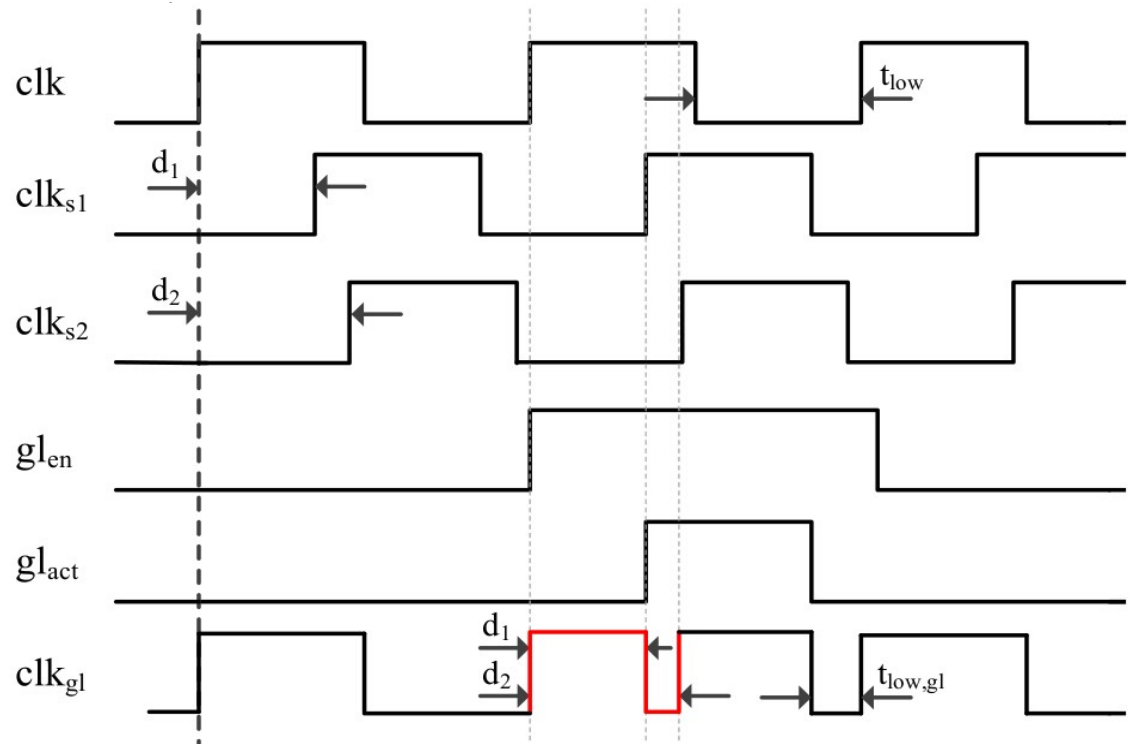 clk
t_low
d_1
clk_s1
d_2
clk_s2
gl_en
gl_act
d_1
clk_gl
d_2
t_low,gl